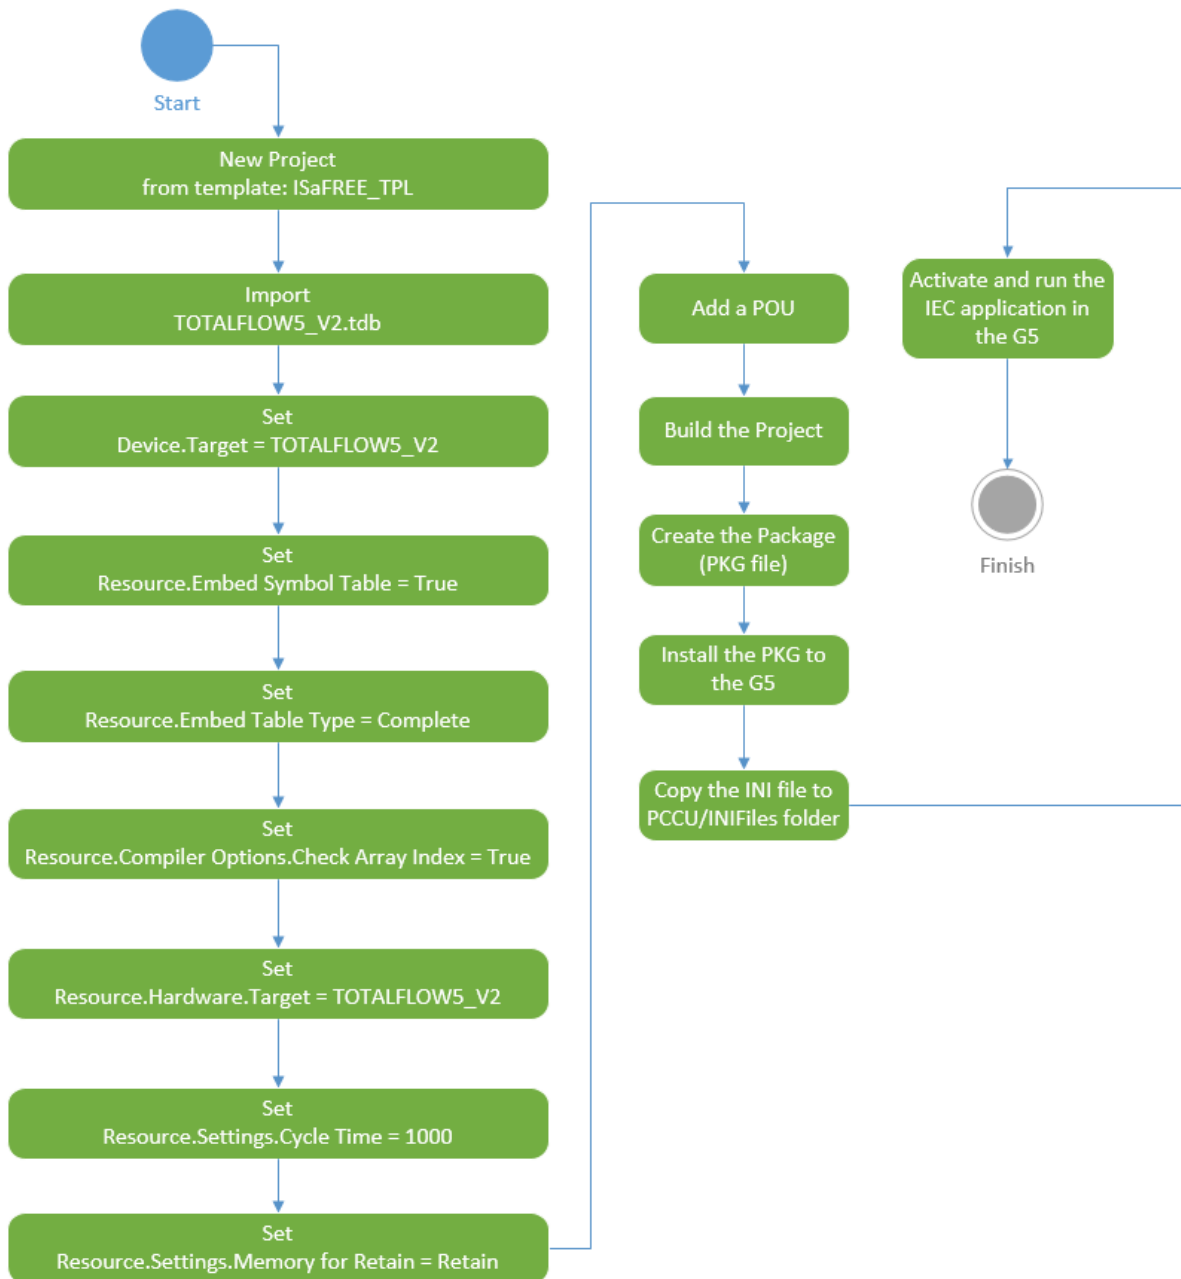 Start
New Project
from template: ISaFREE_TPL
Import
TOTALFLOW5_V2.tdb
Set
Device.Target = TOTALFLOW5_V2
Set
Resource.Embed Symbol Table = True
Set
Resource.Embed Table Type = Complete
Set
Resource.Compiler Options.Check Array Index = True
Set
Resource.Hardware.Target = TOTALFLOW5_V2
Set
Resource.Settings.Cycle Time = 1000
Set
Resource.Settings.Memory for Retain = Retain
Add a POU
Build the Project
Create the Package
(PKG file)
Install the PKG to
the G5
Copy the INI file to
PCCU/INIFiles folder
Activate and run the
IEC application in
the G5
Finish